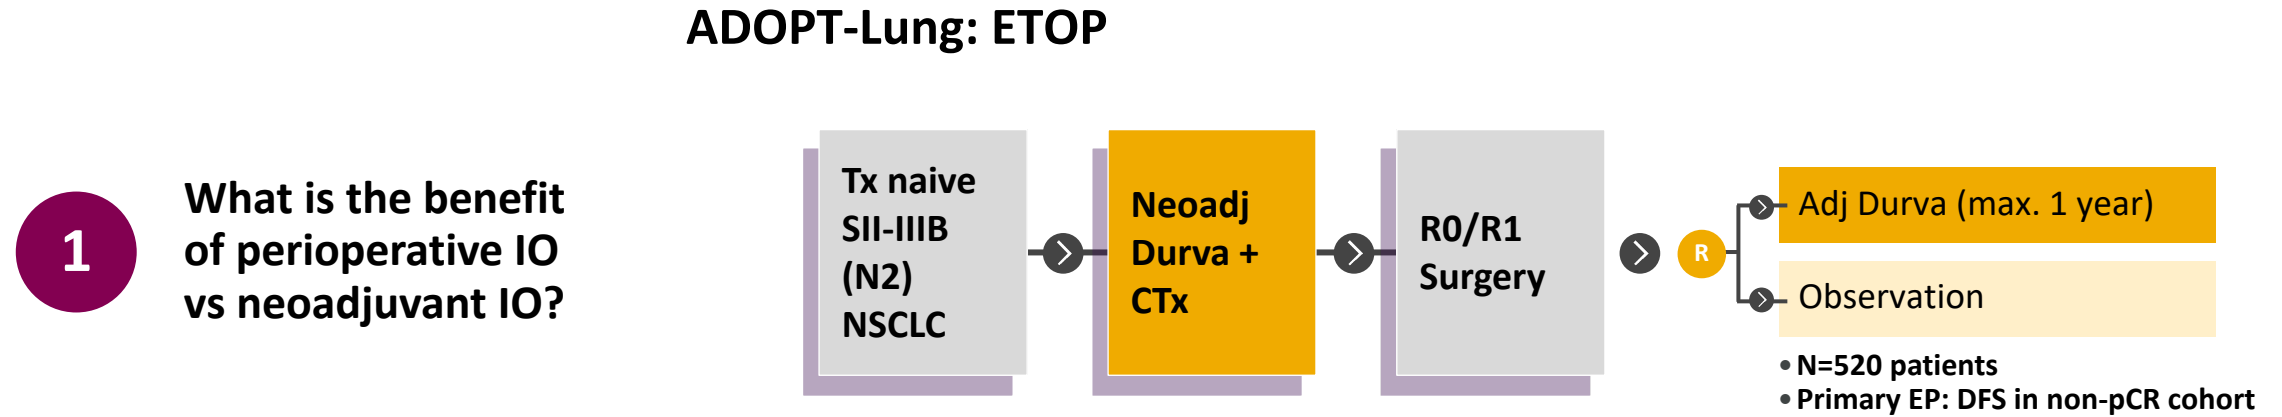 ADOPT-Lung: ETOP
1
What is the benefit
of perioperative IO
vs neoadjuvant IO?
Tx naive
SII-IIIB
(N2)
NSCLC
Neoadj
Durva +
CTx
R0/R1
Surgery
R
Adj Durva (max. 1 year)
Observation
• N=520 patients
• Primary EP: DFS in non-pCR cohort